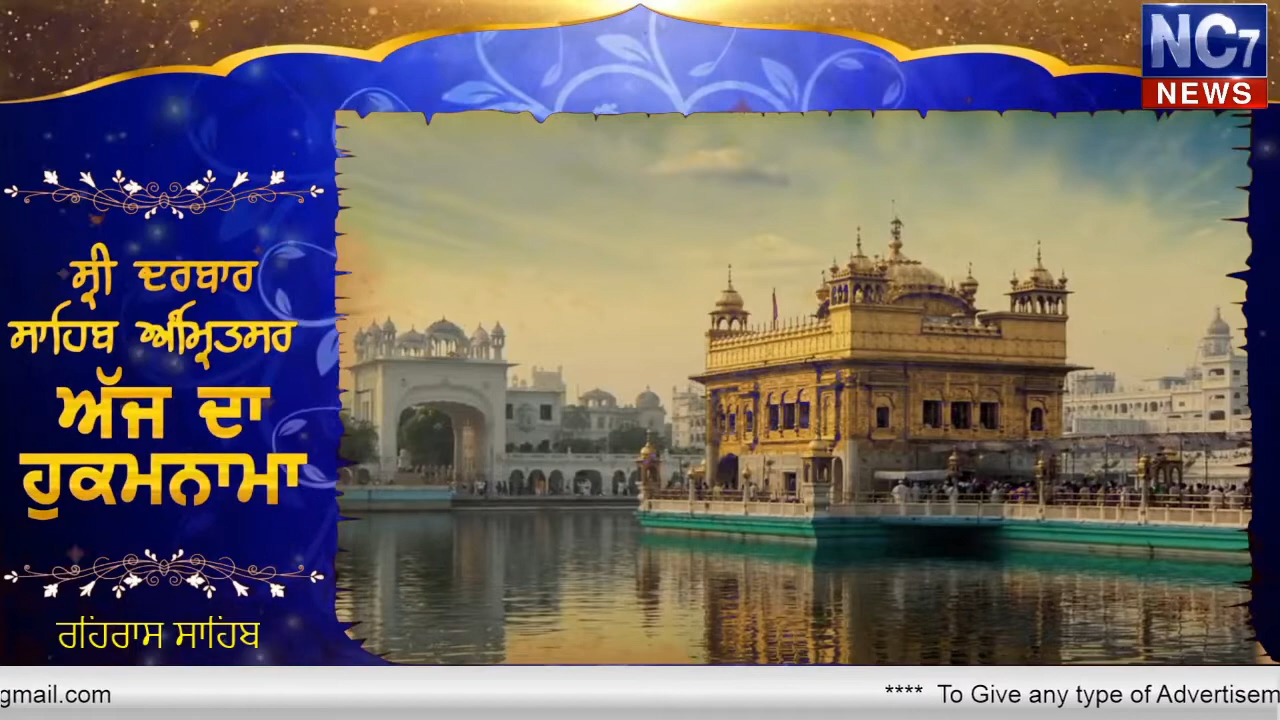 NC7
NEWS
ਸ੍ਰੀ ਦਰਬਾਰ
ਸਾਹਿਬ ਅੰਮ੍ਰਿਤਸਰ
ਅੱਜ ਦਾ
ਹੁਕਮਨਾਮਾ
ਰਹਿਰਾਸ ਸਾਹਿਬ
gmail.com **** To Give any type of Advertisem